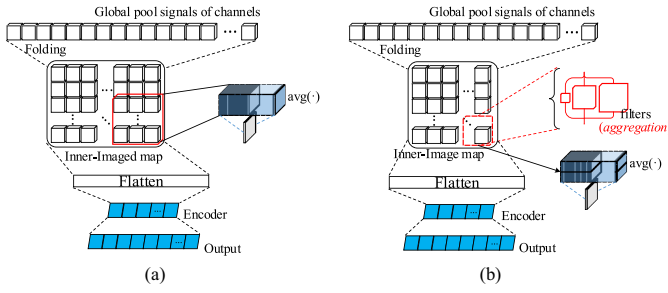 Global pool signals of channels
Folding
avg(·)
Inner-Imaged map
Flatten
Encoder
Output
(a)
Global pool signals of channels
Folding
filters
(aggregation
Inner-Image map
avg(·)
Flatten
Encoder
Output
(b)